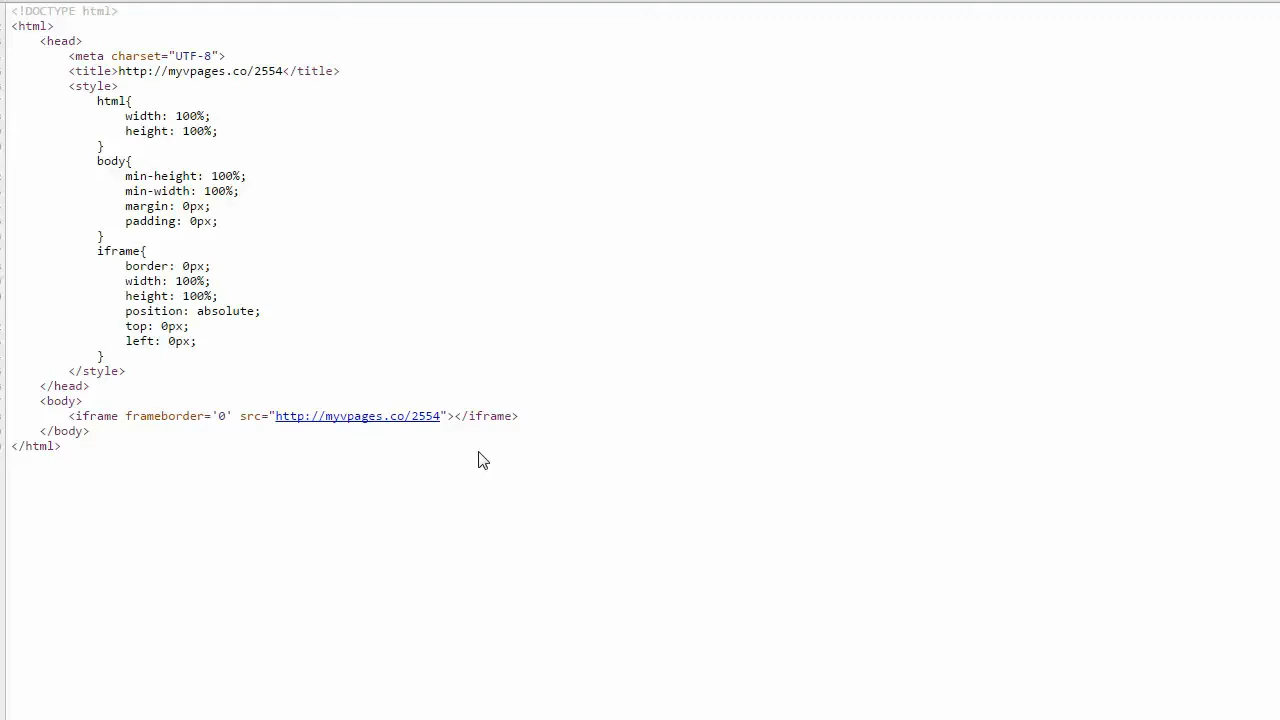 <!DOCTYPE html>
<html>
<head>
<meta charset="UTF-8">
<title>http://myvpages.co/2554</title>
<style>
html{
width: 100%;
height: 100%;
}
body{
min-height: 100%;
min-width: 100%;
margin: 0px;
padding: 0px;
}
iframe{
border: 0px;
width: 100%;
height: 100%;
position: absolute;
top: 0px;
left: 0px;
}
</style>
</head>
<body>
<iframe frameborder='0' src="http://myvpages.co/2554"></iframe>
</body>
</html>